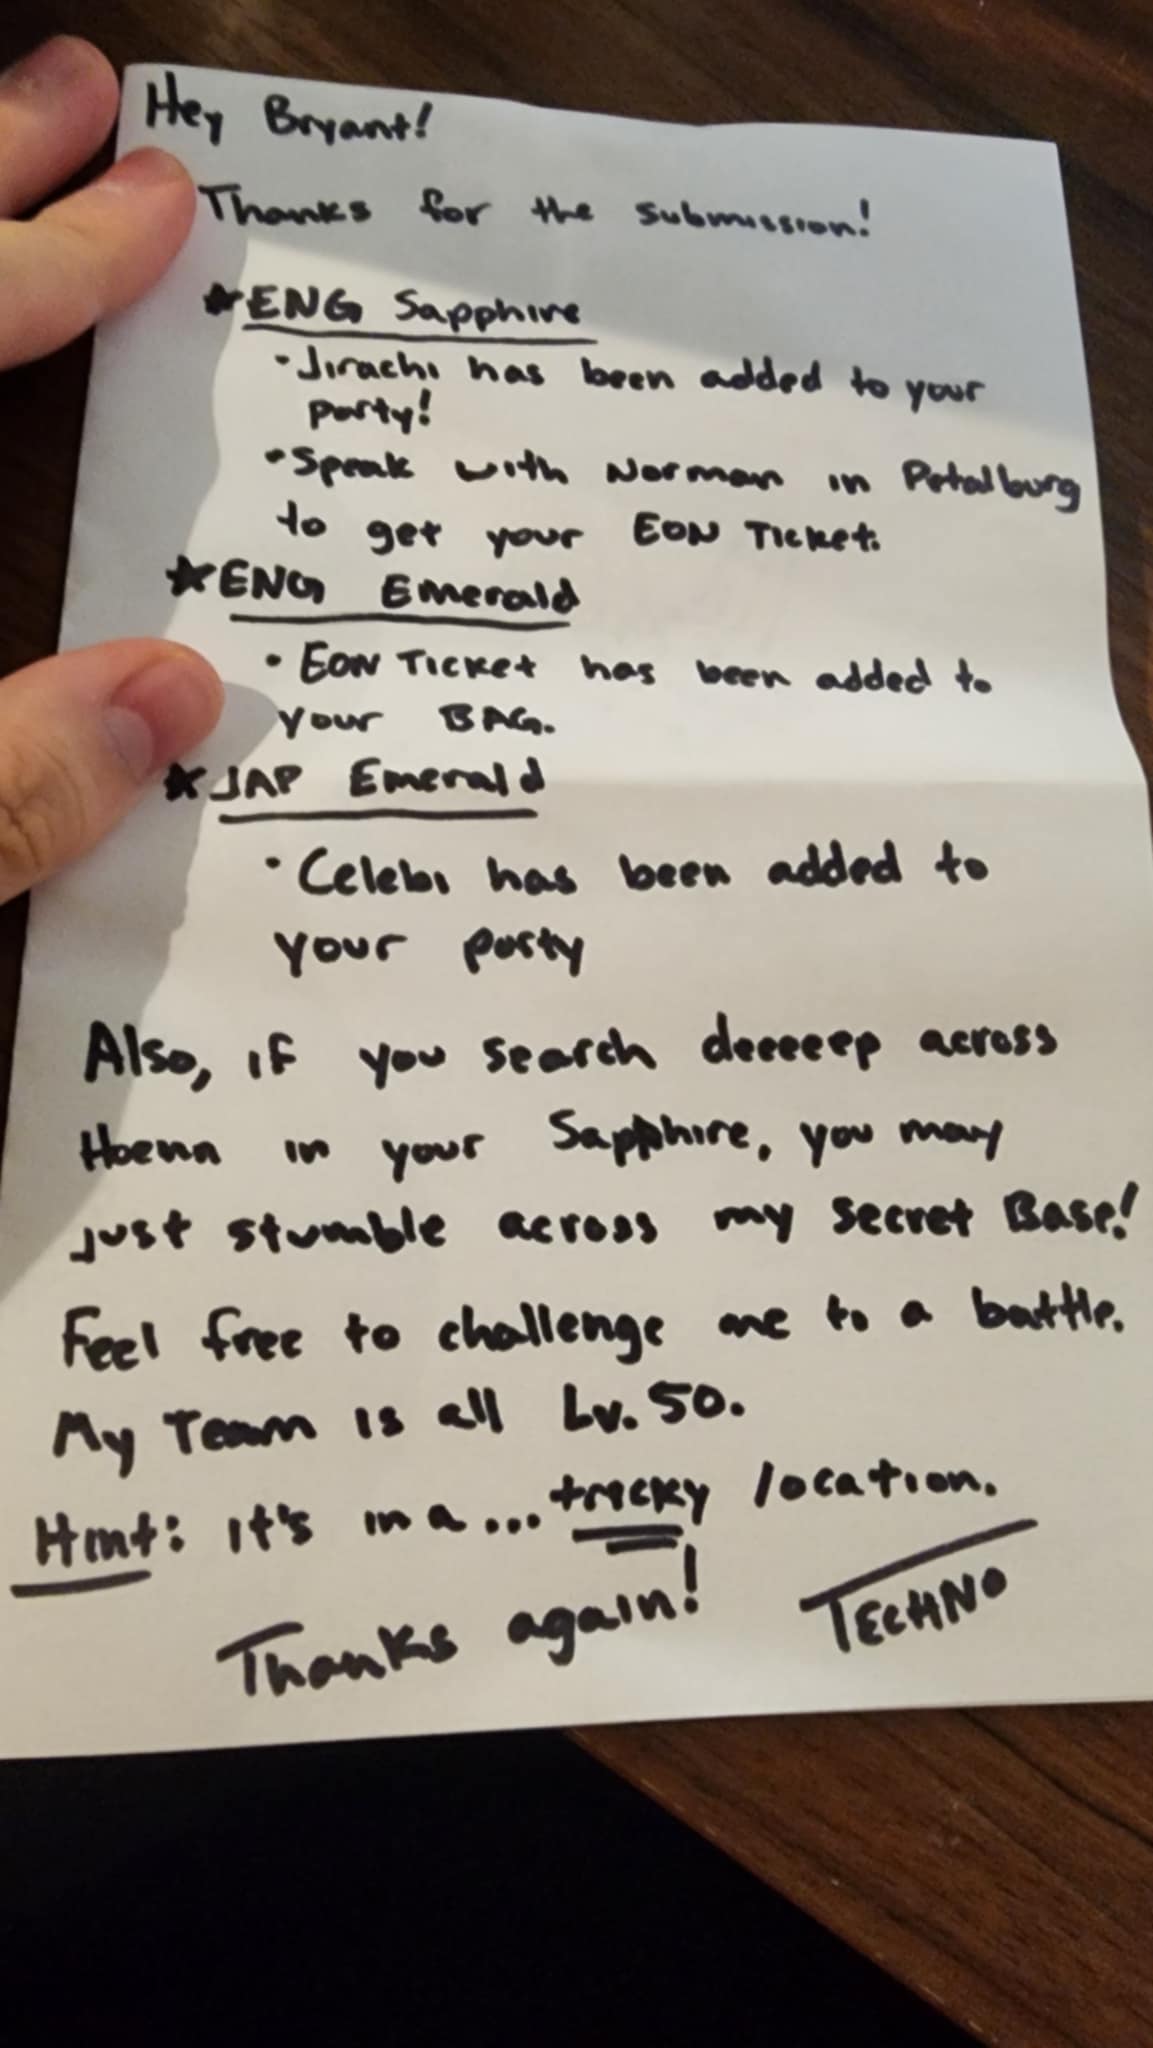 Hey Bryant!
Thanks for the submission!
★ENG Sapphire
•Jirachi has been added to your
party!
•Speak with Norman in Petalburg
to get your EON TICKET.
★ENG Emerald
• EON TICKET has been added to
your BAG.
★JAP Emerald
•Celebi has been added to
your party
Also, if you search deeeeep across
Hoenn in your Sapphire, you may
just stumble across my Secret Base!
Feel free to challenge me to a battle.
My Team is all Lv. 50.
Hint: it's in a... tricky location.
Thanks again!
TECHNO